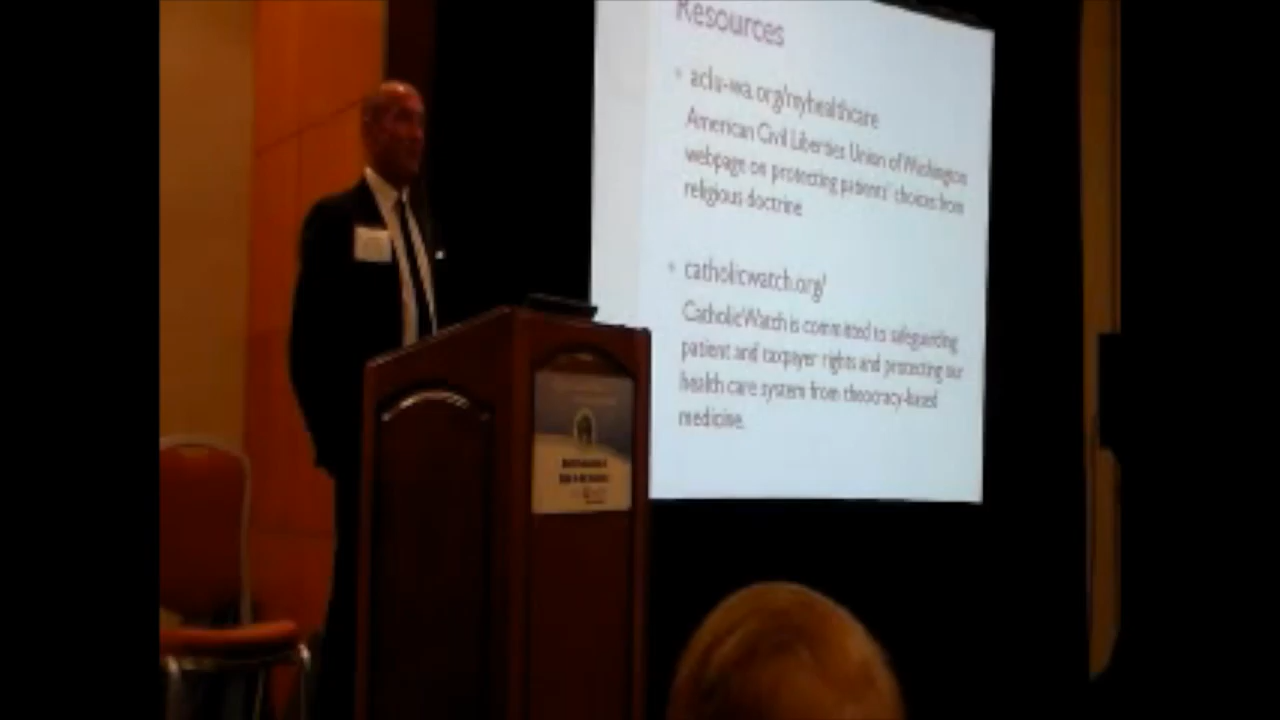 Resources
• aclu-wa.org/myhealthcare
American Civil Liberties Union of Washington
webpage on protecting patients' choices from
religious doctrine
• catholicwatch.org/
CatholicWatch is committed to safeguarding
patient and taxpayer rights and protecting our
health care system from theocracy-based
medicine.